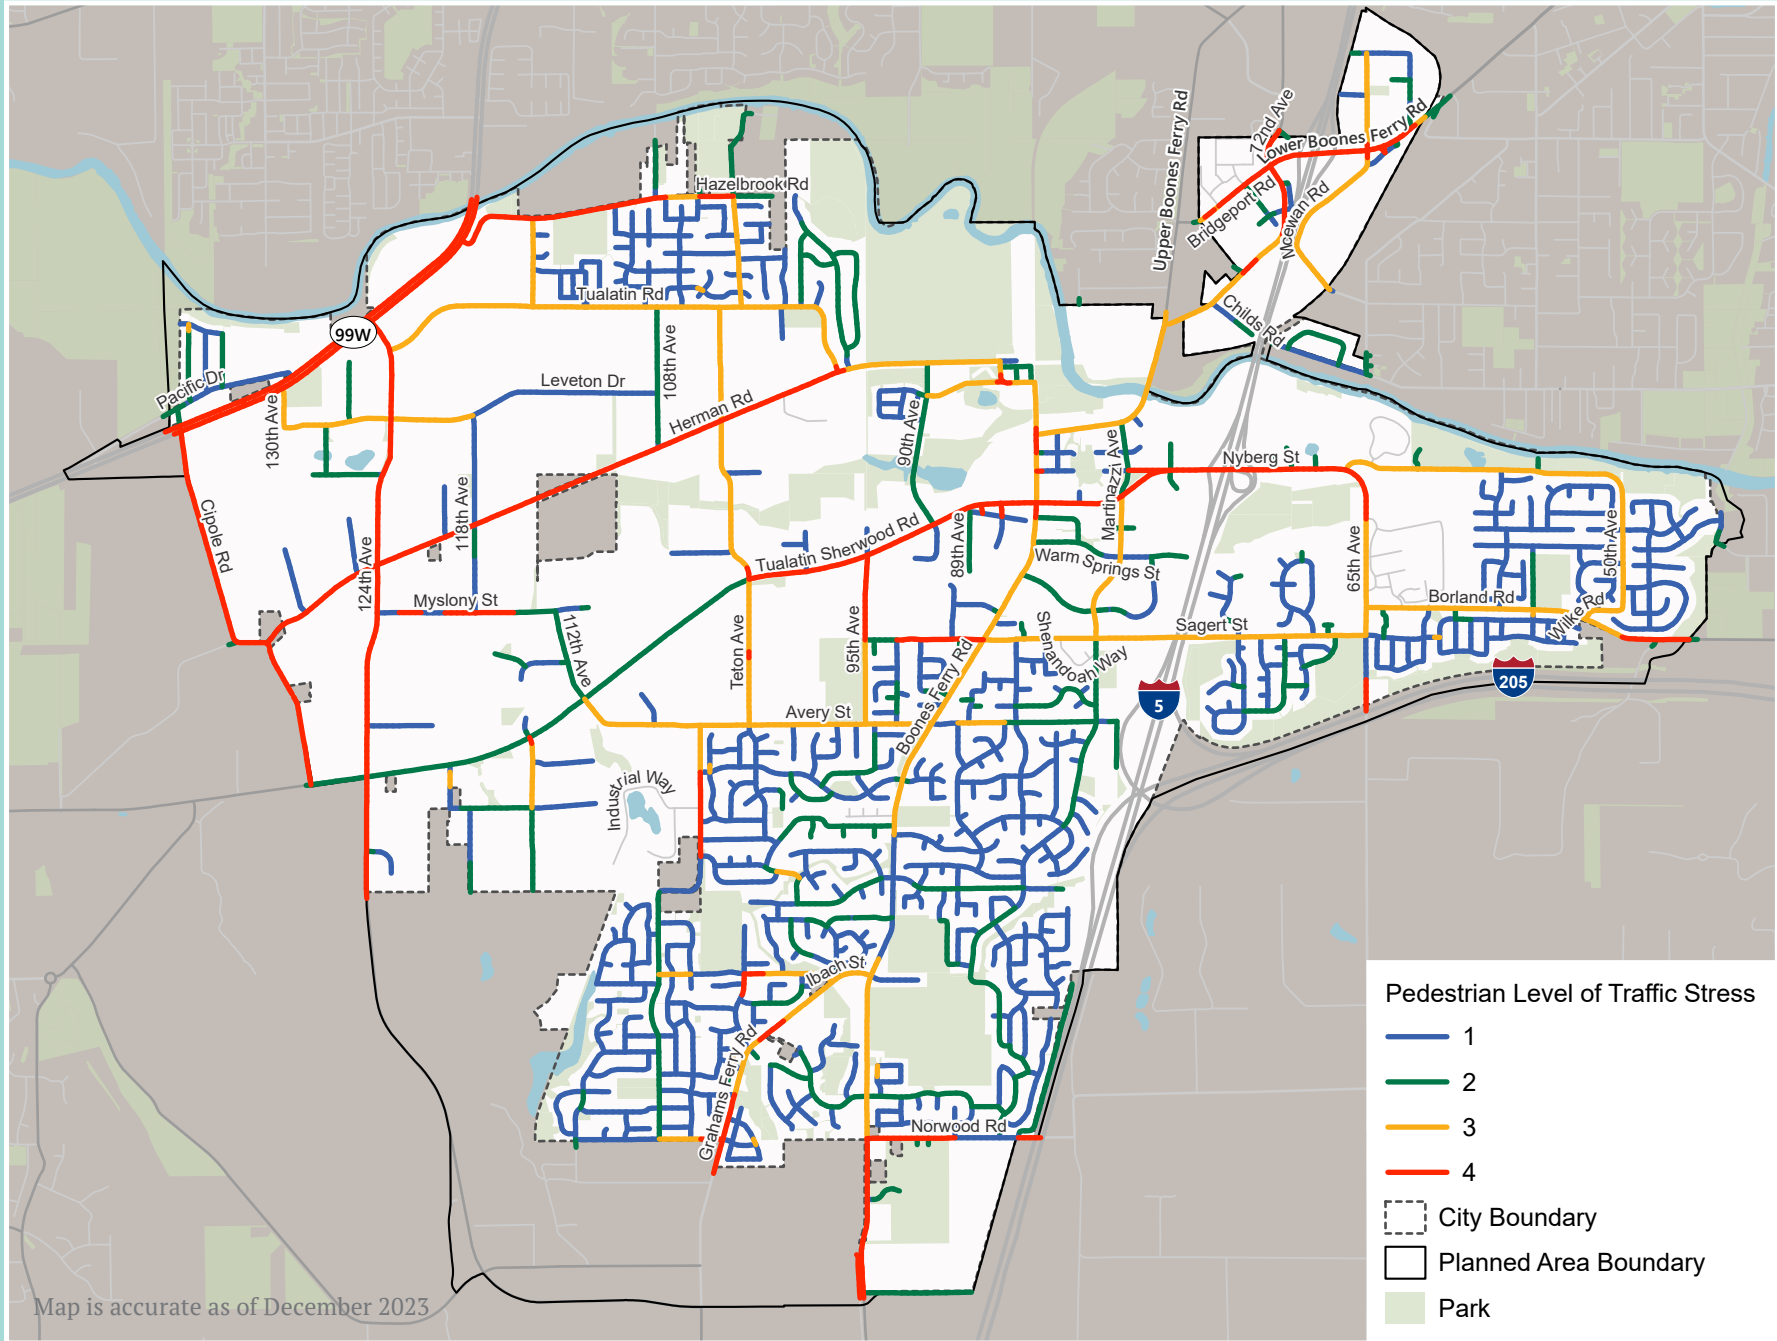 72nd Ave
Lower Boones Ferry Rd
Upper Boones Ferry Rd
Bridgeport Rd
Mcewan Rd
Hazelbrook Rd
Tualatin Rd
Childs Rd
99W
108th Ave
Pacific Dr
Leveton Dr
Herman Rd
130th Ave
90th Ave
Martinazzi Ave
Nyberg St
Cipole Rd
118th Ave
124th Ave
Tualatin Sherwood Rd
89th Ave
Warm Springs St
65th Ave
50th Ave
Myslony St
112th Ave
Teton Ave
95th Ave
Boones Ferry Rd
Shenandoah Way
Sagert St
Borland Rd
Wilke Rd
5
205
Avery St
Industrial Way
Ibach St
Grahams Ferry Rd
Norwood Rd
Pedestrian Level of Traffic Stress
1
2
3
4
City Boundary
Planned Area Boundary
Park
Map is accurate as of December 2023